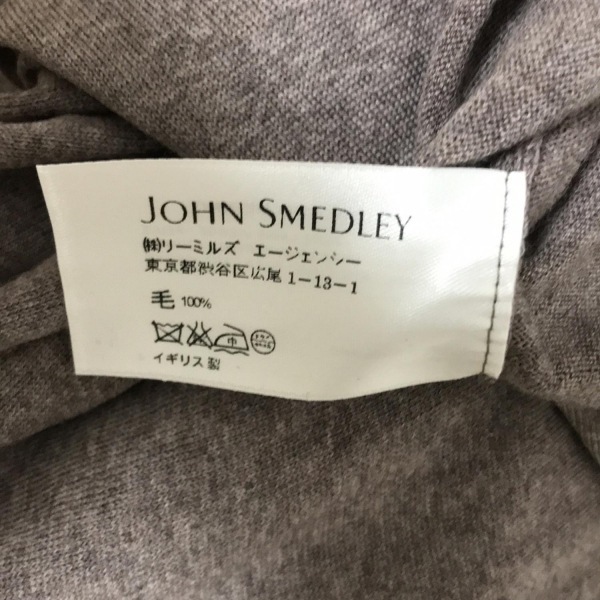 JOHN SMEDLEY
㈱リーミルズ エージェンシー
東京都渋谷区広尾 1-13-1
毛 100%
中
イギリス製